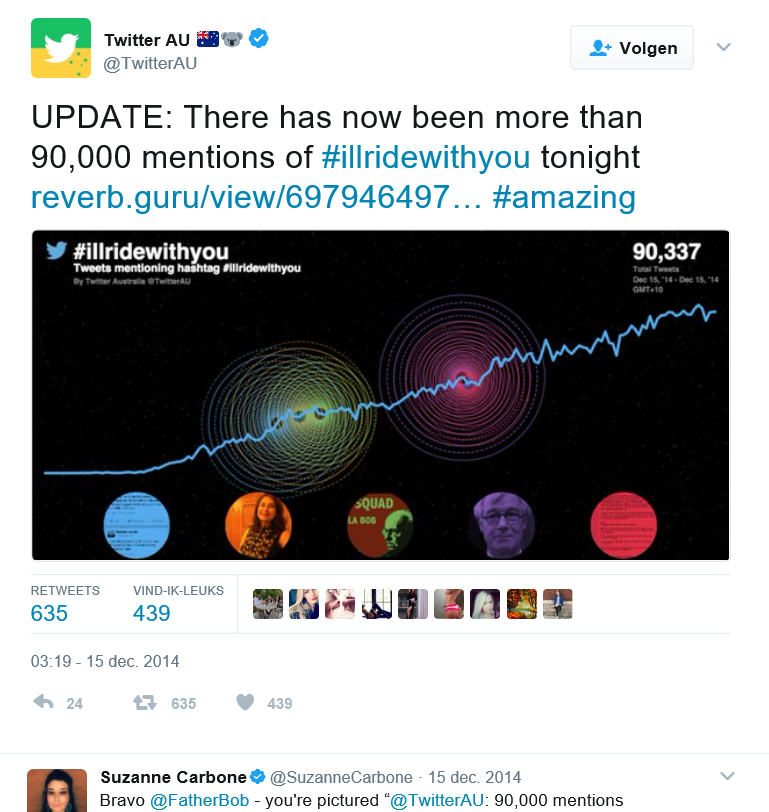 Twitter AU
@TwitterAU
Volgen
UPDATE: There has now been more than
90,000 mentions of #illridewithyou tonight
reverb.guru/view/697946497… #amazing
#illridewithyou
Tweets mentioning hashtag #illridewithyou
By Twitter Australia @TwitterAU
90,337
Total Tweets
Dec 15, '14 - Dec 15, '14
GMT+10
SQUAD
LA BOB
RETWEETS
635
VIND-IK-LEUKS
439
03:19 - 15 dec. 2014
24
635
439
Suzanne Carbone @SuzanneCarbone · 15 dec. 2014
Bravo @FatherBob - you're pictured “@TwitterAU: 90,000 mentions